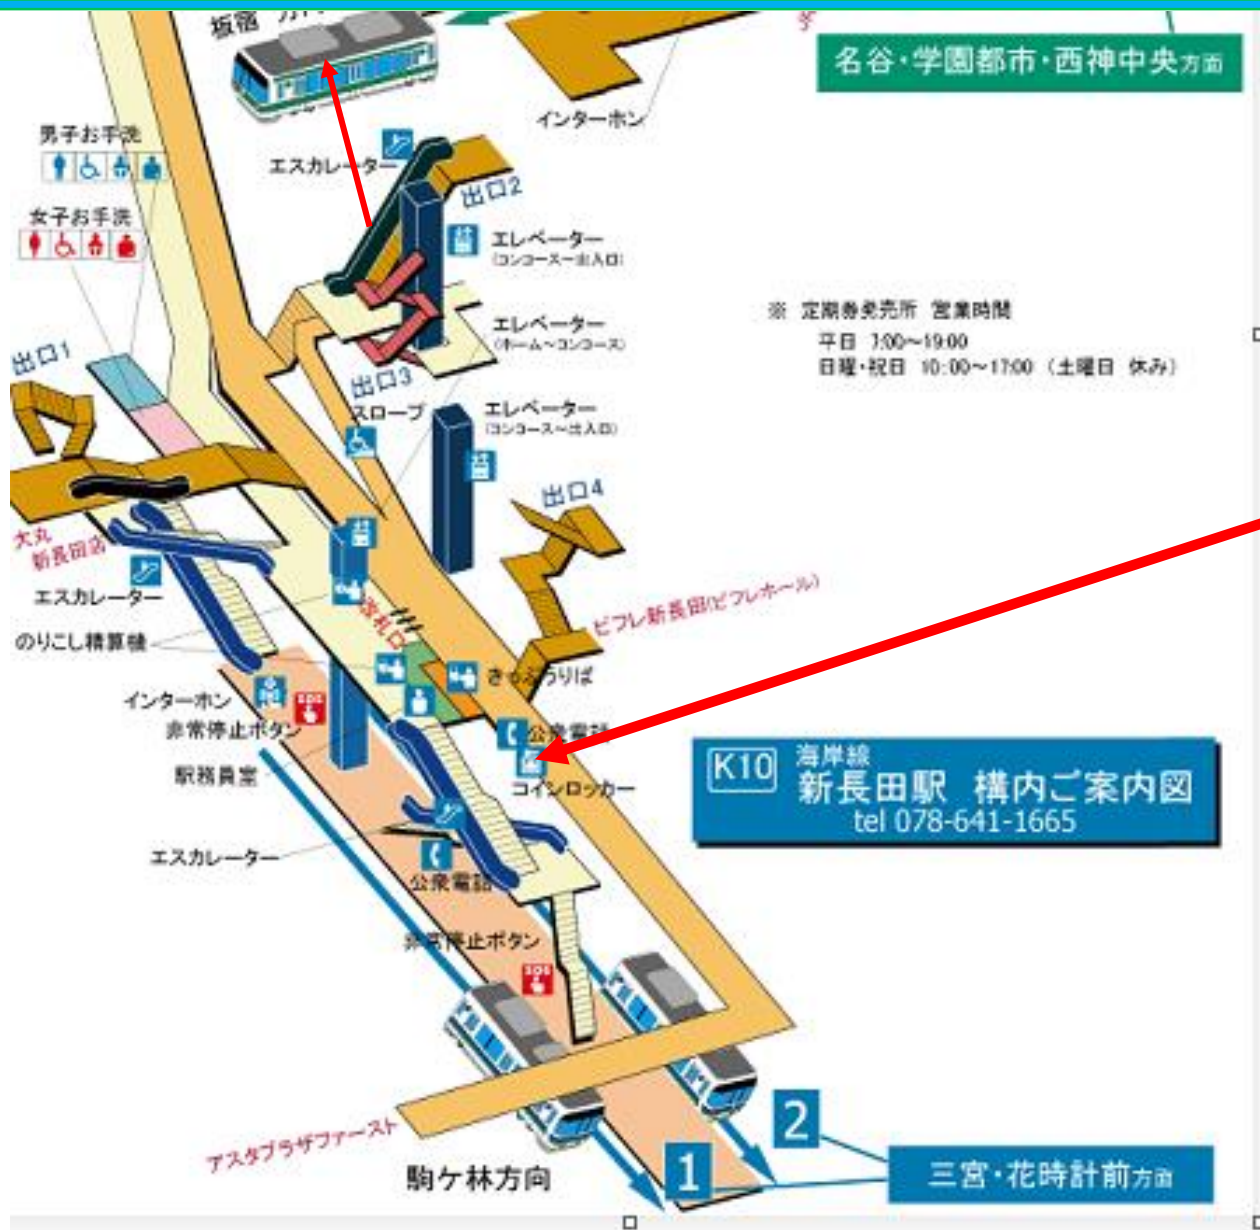 板宿
名谷・学園都市・西神中央方面
インターホン
男子お手洗
エスカレーター
出口2
女子お手洗
エレベーター
(コンコース～出入口)
※ 定期券発売所 営業時間
平日 7:00～19:00
日曜・祝日 10:00～17:00 (土曜日 休み)
エレベーター
(ホーム～コンコース)
出口1
出口3
スロープ
エレベーター
(コンコース～出入口)
出口4
大丸
新長田店
エスカレーター
ピフレ新長田(ピフレホール)
改札口
のりこし精算機
きっぷうりば
インターホン
SOS
非常停止ボタン
公衆電話
駅務員室
コインロッカー
K10
海岸線
新長田駅 構内ご案内図
tel 078-641-1665
エスカレーター
公衆電話
非常停止ボタン
SOS
2
アスタプラザファースト
駒ケ林方向
1
三宮・花時計前方面